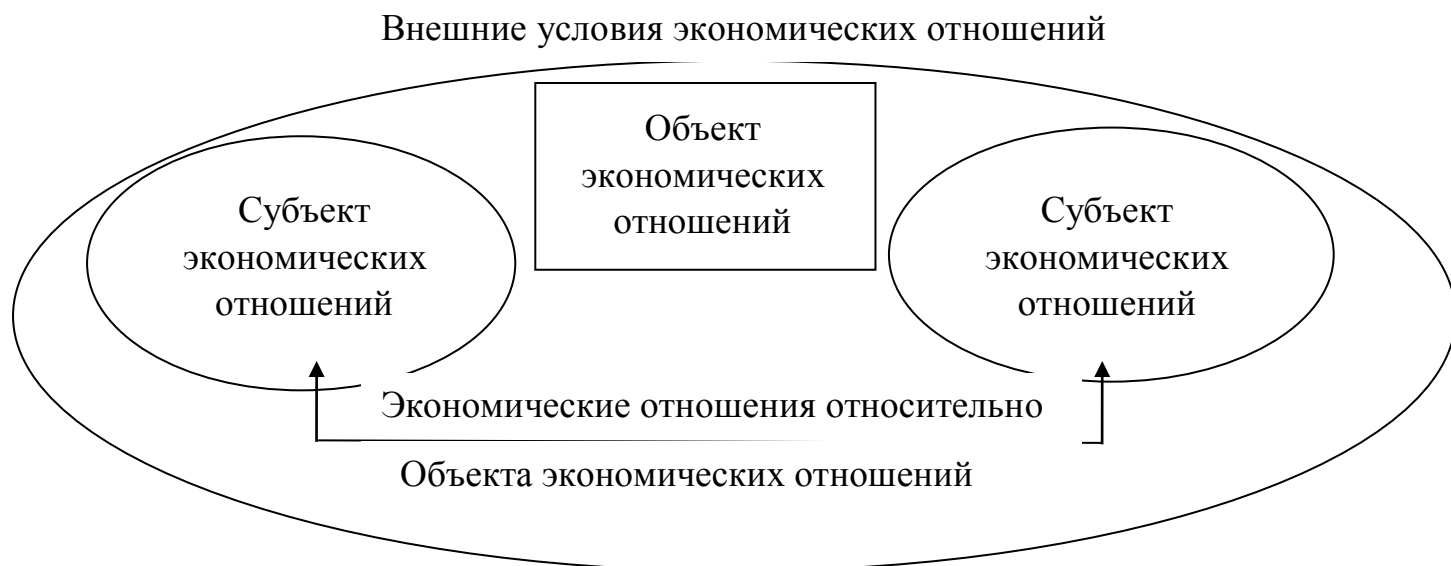 Внешние условия экономических отношений
Объект
экономических
отношений
Субъект
экономических
отношений
Субъект
экономических
отношений
Экономические отношения относительно
Объекта экономических отношений